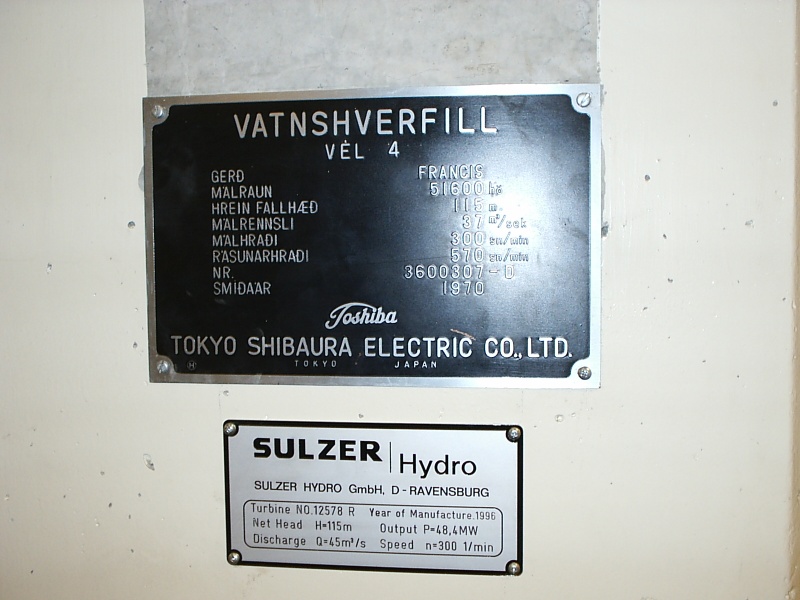 VATNSHVERFILL
VÉL 4
GERÐ FRANCIS
MÁLRAUN 51600 hö
HREIN FALLHÆÐ 115 m.
MÁLRENNSLI 37 m³/sek
MÁLHRAÐI 300 sn/min
RÁSUNARHRAÐI 570 sn/min
NR. 3600307-D
SMÍÐAÁR 1970
Toshiba
TOKYO SHIBAURA ELECTRIC CO., LTD.
H TOKYO JAPAN
SULZER Hydro
SULZER HYDRO GmbH, D - RAVENSBURG
Turbine NO.12578 R Year of Manufacture.1996
Net Head H=115m Output P=48,4MW
Discharge Q=45m³/s Speed n=300 1/min